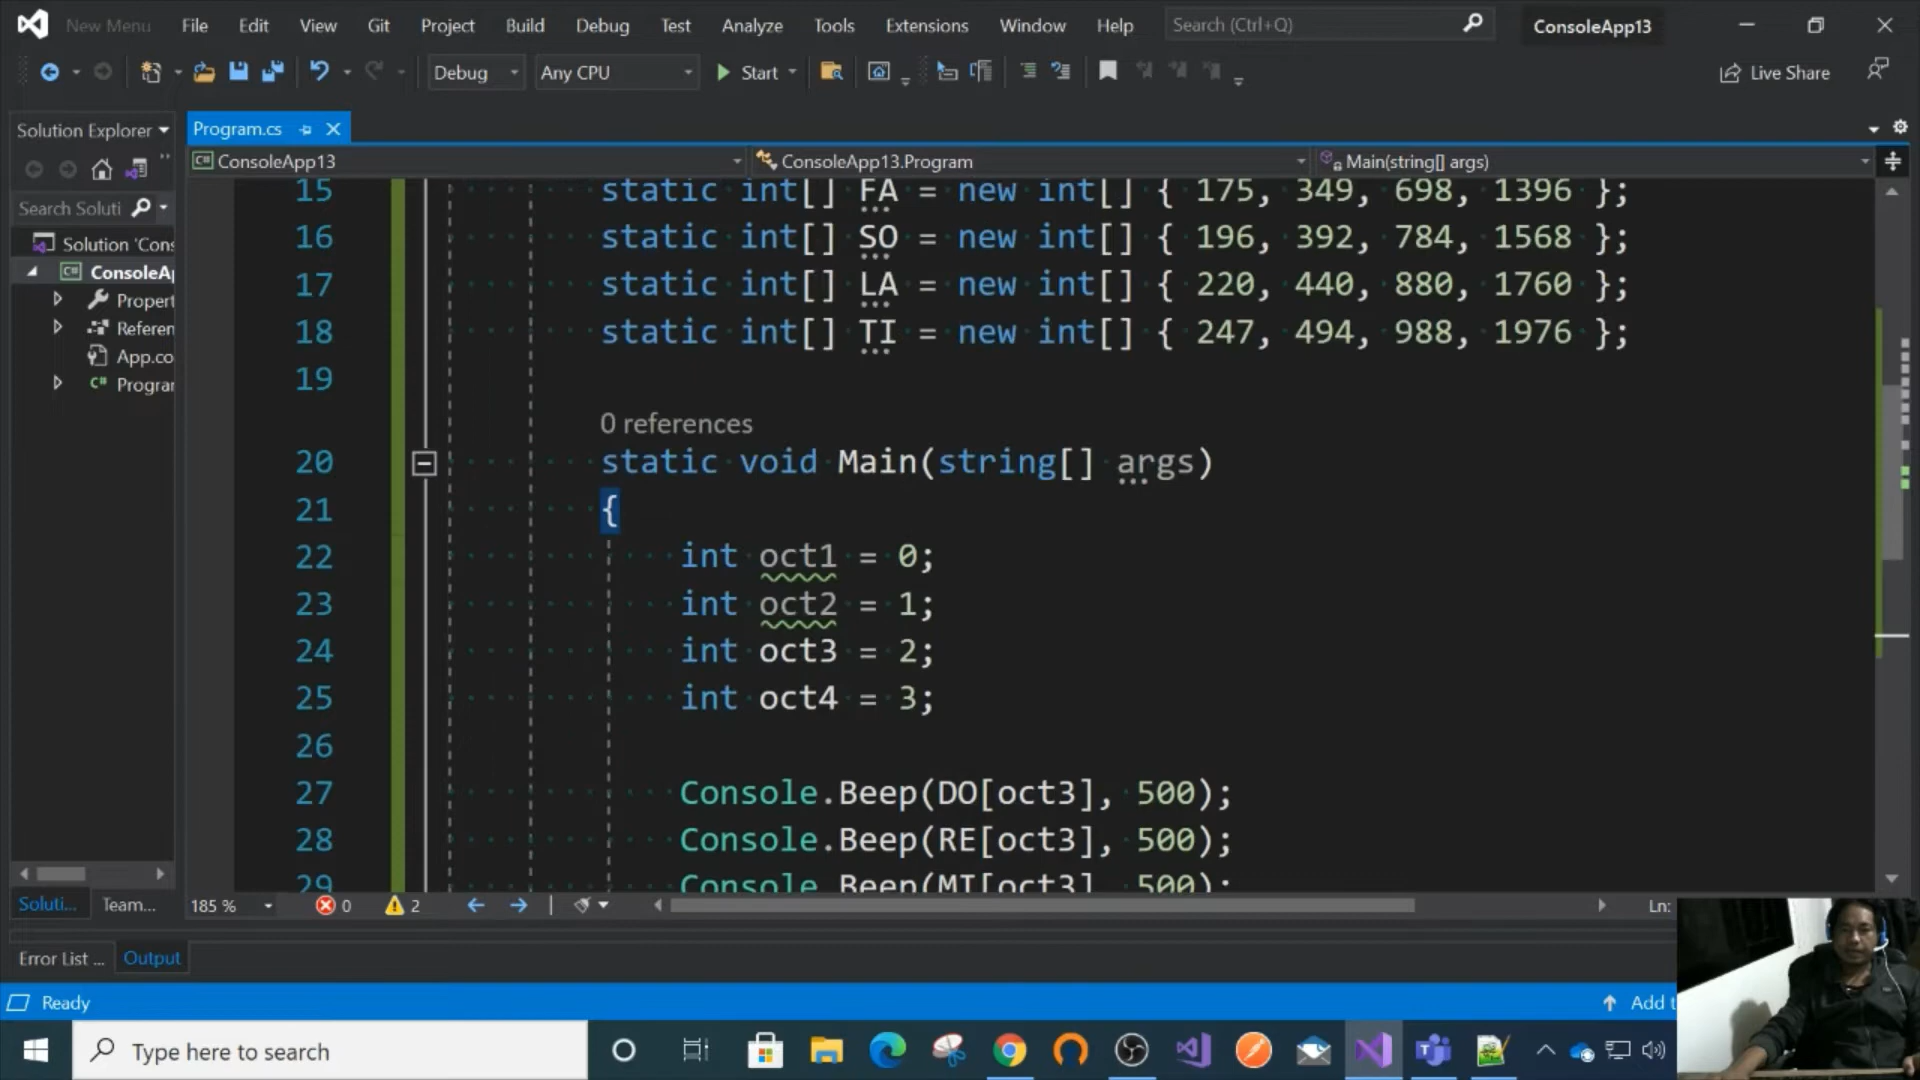 New Menu File Edit View Git Project Build Debug Test Analyze Tools Extensions Window Help Search (Ctrl+Q) ConsoleApp13
Debug Any CPU Start Live Share
Solution Explorer Program.cs
ConsoleApp13 ConsoleApp13.Program Main(string[] args)
Search Soluti
Solution 'Cons
ConsoleAp
Propert
Referen
App.co
Program
15 static int[] FA = new int[] { 175, 349, 698, 1396 };
16 static int[] SO = new int[] { 196, 392, 784, 1568 };
17 static int[] LA = new int[] { 220, 440, 880, 1760 };
18 static int[] TI = new int[] { 247, 494, 988, 1976 };
19
0 references
20 static void Main(string[] args)
21 {
22 int oct1 = 0;
23 int oct2 = 1;
24 int oct3 = 2;
25 int oct4 = 3;
26
27 Console.Beep(DO[oct3], 500);
28 Console.Beep(RE[oct3], 500);
29 Console.Beep(MI[oct3], 500);
Soluti... Team... 185 % 0 2 Ln:
Error List ... Output
Ready Add t
Type here to search